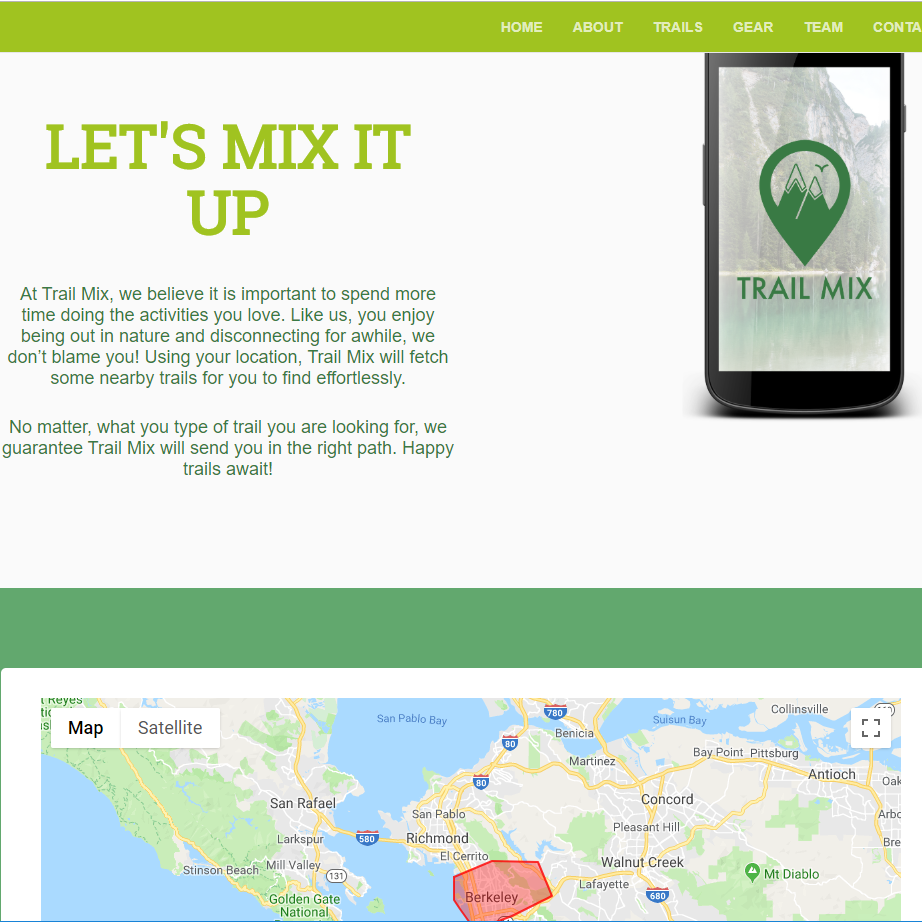 HOME ABOUT TRAILS GEAR TEAM CONTA
LET'S MIX IT
UP
At Trail Mix, we believe it is important to spend more
time doing the activities you love. Like us, you enjoy
being out in nature and disconnecting for awhile, we
don’t blame you! Using your location, Trail Mix will fetch
some nearby trails for you to find effortlessly.
No matter, what you type of trail you are looking for, we
guarantee Trail Mix will send you in the right path. Happy
trails await!
TRAIL MIX
t Reyes
Map Satellite
San Pablo Bay
780
Suisun Bay
Collinsville
80
Benicia
Martinez
Bay Point Pittsburg
Antioch
Oak
80
San Rafael
San Pablo
Concord
Arbo
Larkspur
580
Richmond
Pleasant Hill
Bre
El Cerrito
Walnut Creek
Stinson Beach
Mill Valley
131
Lafayette
Mt Diablo
Berkeley
680
Golden Gate
National